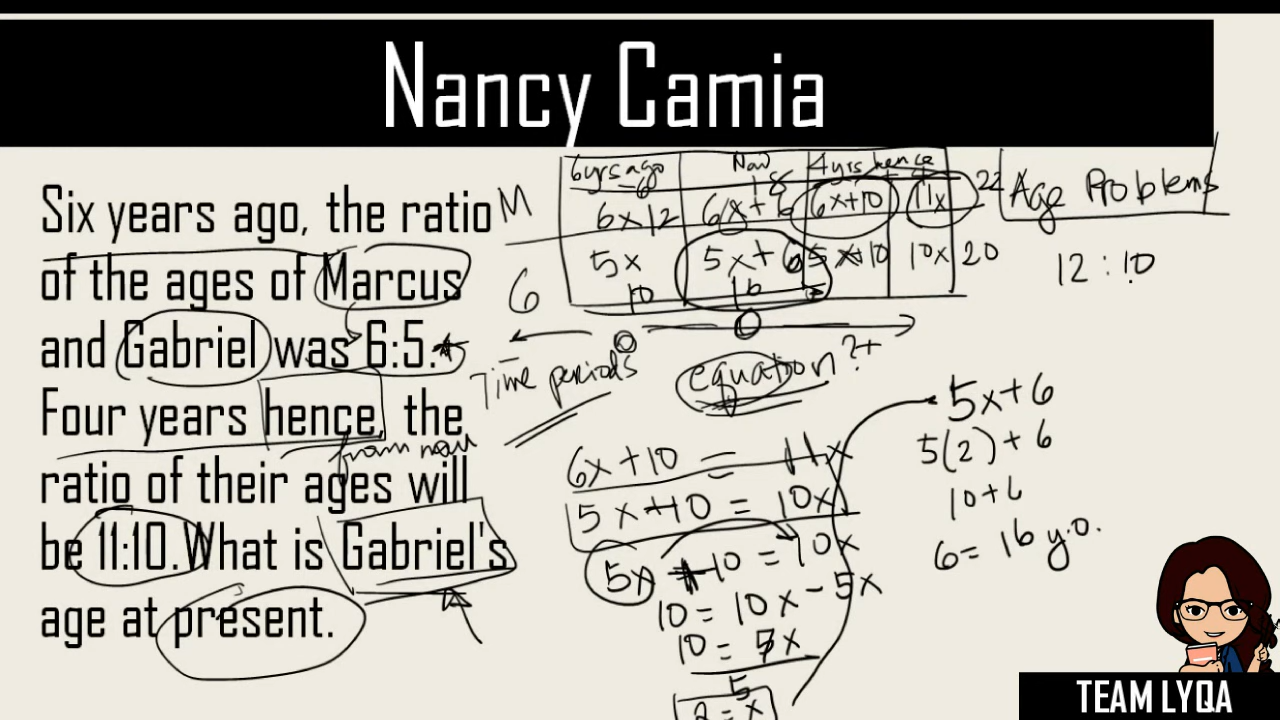 Nancy Camia
Six years ago, the ratio
of the ages of Marcus
and Gabriel was 6:5.
Four years hence, the
from now
ratio of their ages will
be 11:10.What is Gabriel's
age at present.
6yrs ago Now 4yrs hence
-6 18
M 6x 12 6x+6 6x+10 11x 22
G 5x 5x+6 5x+10 10x 20
10 16
Age Problems
12 : 10
Time periods equation?
6x+10 = 11x
5x+10 = 10x
5x+10 = 10x
10 = 10x - 5x
10 = 5x
5
2 = x
5x+6
5(2)+6
10+6
G= 16 y.o.
TEAM LYQA